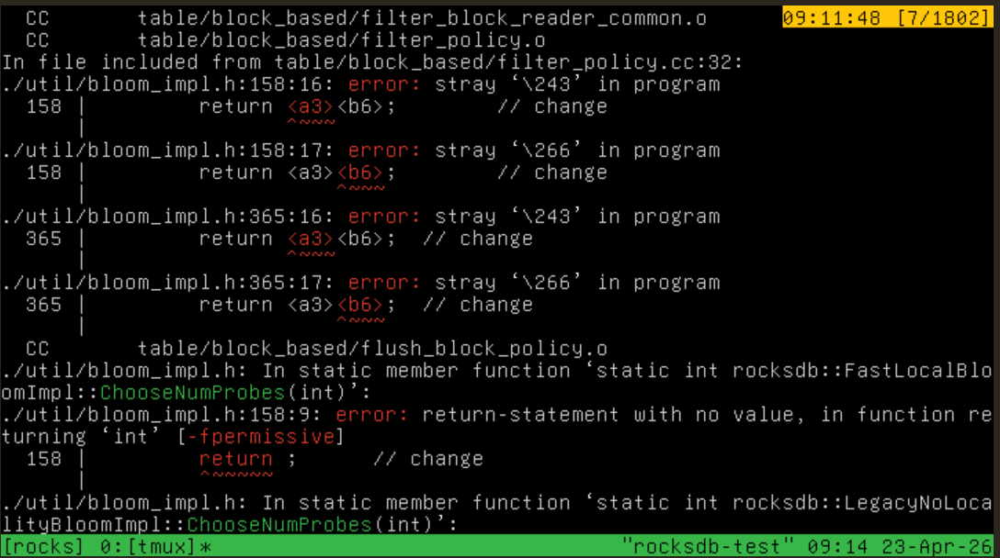 CC       table/block_based/filter_block_reader_common.o      09:11:48 [7/1802]
  CC       table/block_based/filter_policy.o
In file included from table/block_based/filter_policy.cc:32:
./util/bloom_impl.h:158:16: error: stray ‘\243’ in program
  158 |         return <a3><b6>;        // change
      |                ^~~~
./util/bloom_impl.h:158:17: error: stray ‘\266’ in program
  158 |         return <a3><b6>;        // change
      |                    ^~~~
./util/bloom_impl.h:365:16: error: stray ‘\243’ in program
  365 |         return <a3><b6>;  // change
      |                ^~~~
./util/bloom_impl.h:365:17: error: stray ‘\266’ in program
  365 |         return <a3><b6>;  // change
      |                    ^~~~
  CC       table/block_based/flush_block_policy.o
./util/bloom_impl.h: In static member function ‘static int rocksdb::FastLocalBlo
omImpl::ChooseNumProbes(int)’:
./util/bloom_impl.h:158:9: error: return-statement with no value, in function re
turning ‘int’ [-fpermissive]
  158 |         return ;      // change
      |         ^~~~~~
./util/bloom_impl.h: In static member function ‘static int rocksdb::LegacyNoLoca
lityBloomImpl::ChooseNumProbes(int)’:
[rocks] 0:[tmux]*                                 "rocksdb-test" 09:14 23-Apr-26